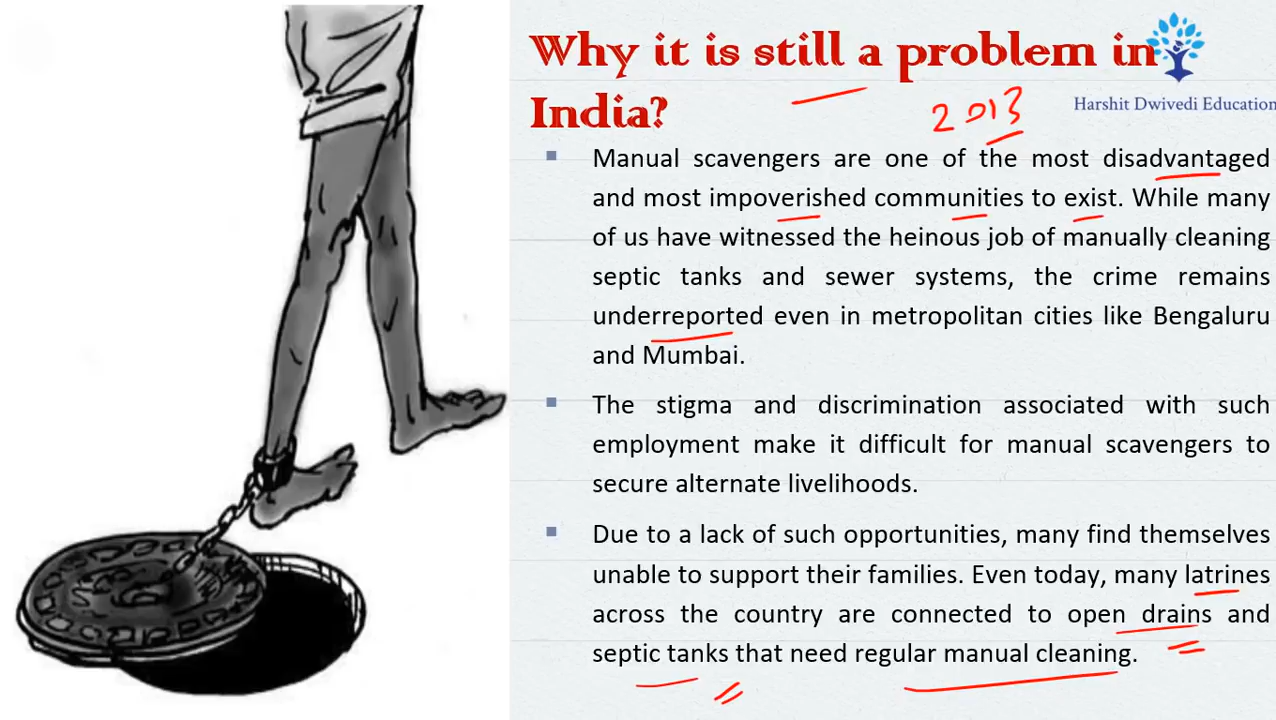 Why it is still a problem in
India?
2013
Harshit Dwivedi Education
Manual scavengers are one of the most disadvantaged
and most impoverished communities to exist. While many
of us have witnessed the heinous job of manually cleaning
septic tanks and sewer systems, the crime remains
underreported even in metropolitan cities like Bengaluru
and Mumbai.
The stigma and discrimination associated with such
employment make it difficult for manual scavengers to
secure alternate livelihoods.
Due to a lack of such opportunities, many find themselves
unable to support their families. Even today, many latrines
across the country are connected to open drains and
septic tanks that need regular manual cleaning.